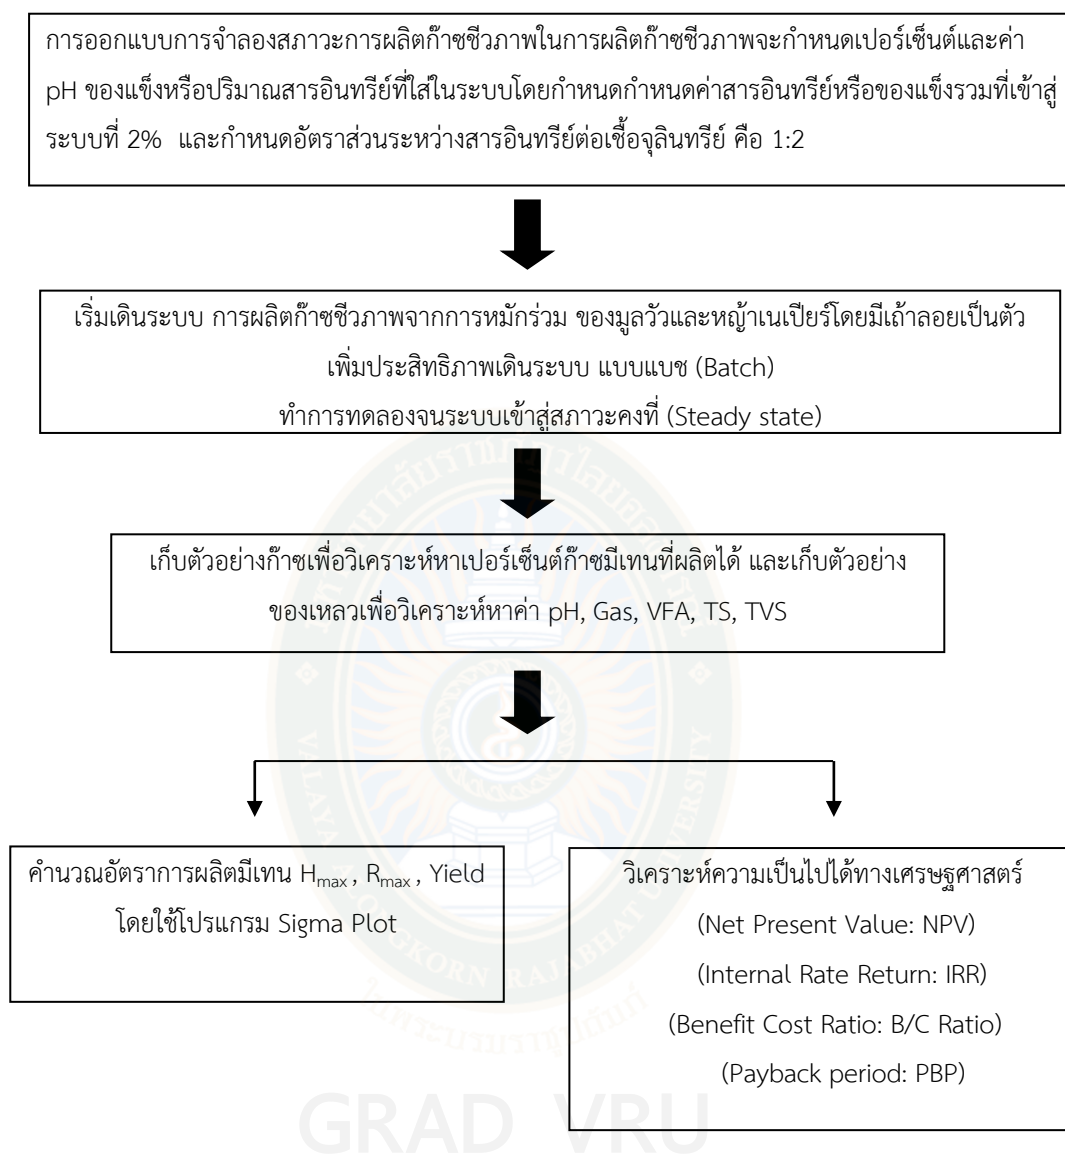 การออกแบบการจำลองสภาวะการผลิตก๊าซชีวภาพในการผลิตก๊าซชีวภาพจะกำหนดเปอร์เซ็นต์และค่า
pH ของแข็งหรือปริมาณสารอินทรีย์ที่ใส่ในระบบโดยกำหนดกำหนดค่าสารอินทรีย์หรือของแข็งรวมที่เข้าสู่
ระบบที่ 2% และกำหนดอัตราส่วนระหว่างสารอินทรีย์ต่อเชื้อจุลินทรีย์ คือ 1:2
เริ่มเดินระบบ การผลิตก๊าซชีวภาพจากการหมักร่วม ของมูลวัวและหญ้าเนเปียร์โดยมีเถ้าลอยเป็นตัว
เพิ่มประสิทธิภาพเดินระบบ แบบแบช (Batch)
ทำการทดลองจนระบบเข้าสู่สภาวะคงที่ (Steady state)
เก็บตัวอย่างก๊าซเพื่อวิเคราะห์หาเปอร์เซ็นต์ก๊าซมีเทนที่ผลิตได้ และเก็บตัวอย่าง
ของเหลวเพื่อวิเคราะห์หาค่า pH, Gas, VFA, TS, TVS
คำนวณอัตราการผลิตมีเทน Hmax , Rmax , Yield
โดยใช้โปรแกรม Sigma Plot
วิเคราะห์ความเป็นไปได้ทางเศรษฐศาสตร์
(Net Present Value: NPV)
(Internal Rate Return: IRR)
(Benefit Cost Ratio: B/C Ratio)
(Payback period: PBP)
GRAD VRU